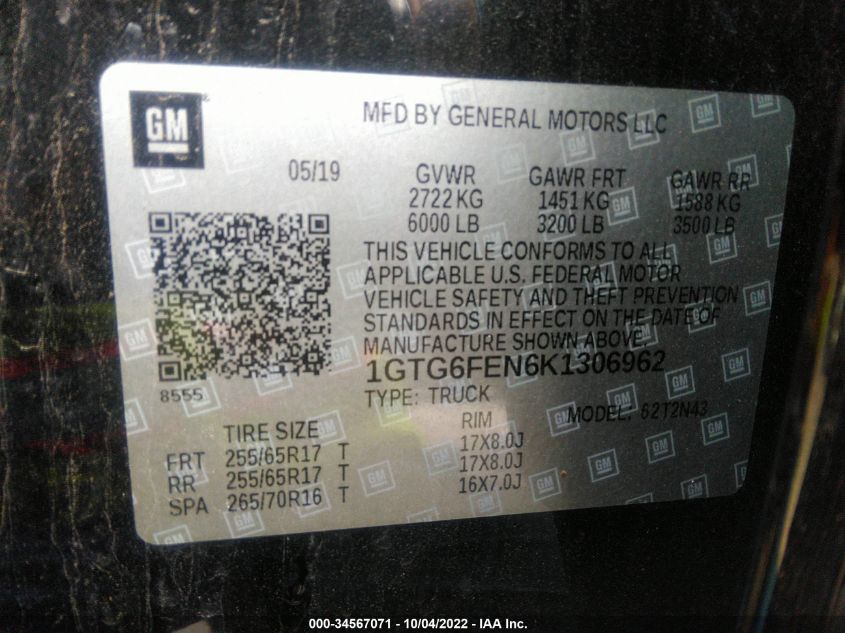 GM
MFD BY GENERAL MOTORS LLC
05/19
GVWR GAWR FRT GAWR RR
2722 KG 1451 KG 1588 KG
6000 LB 3200 LB 3500 LB
THIS VEHICLE CONFORMS TO ALL
APPLICABLE U.S. FEDERAL MOTOR
VEHICLE SAFETY AND THEFT PREVENTION
STANDARDS IN EFFECT ON THE DATE OF
MANUFACTURE SHOWN ABOVE.
1GTG6FEN6K1306962
8555
TYPE: TRUCK MODEL: 62T2N43
TIRE SIZE RIM
FRT 255/65R17 T 17X8.0J
RR 255/65R17 T 17X8.0J
SPA 265/70R16 T 16X7.0J
000-34567071 - 10/04/2022 - IAA Inc.